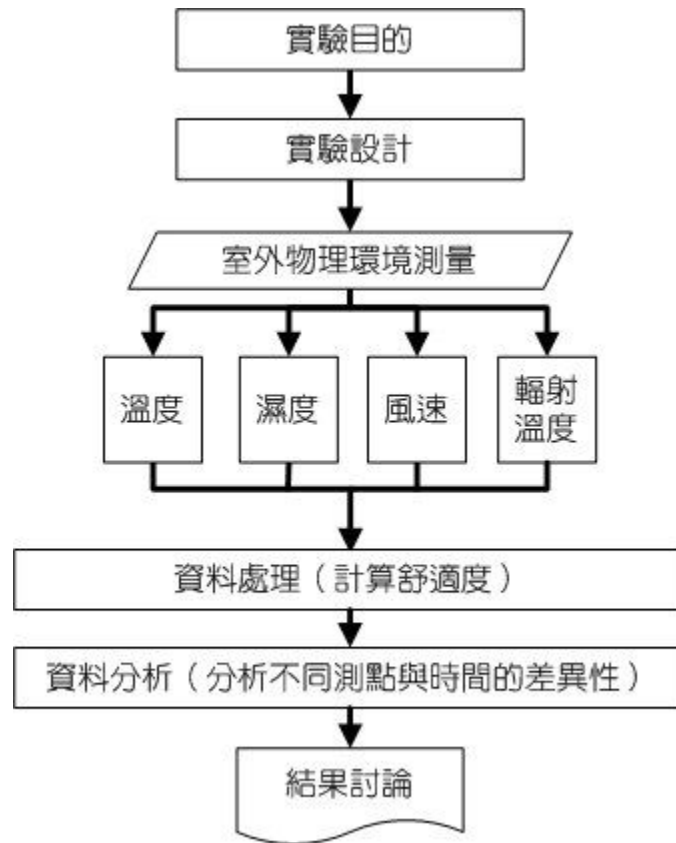 實驗目的
實驗設計
室外物理環境測量
溫度
濕度
風速
輻射
溫度
資料處理（計算舒適度）
資料分析（分析不同測點與時間的差異性）
結果討論